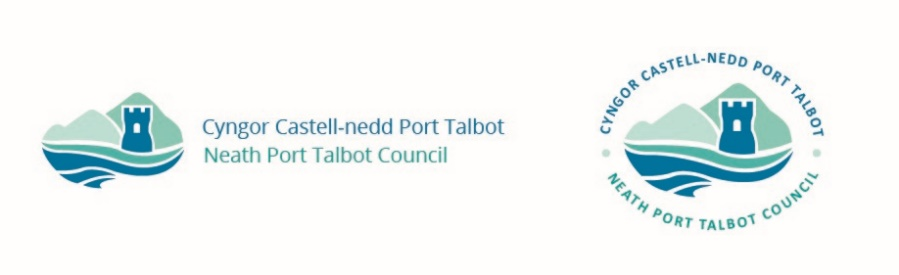 Cyngor Castell-nedd Port Talbot
Neath Port Talbot Council
CYNGOR CASTELL-NEDD PORT TALBOT
NEATH PORT TALBOT COUNCIL